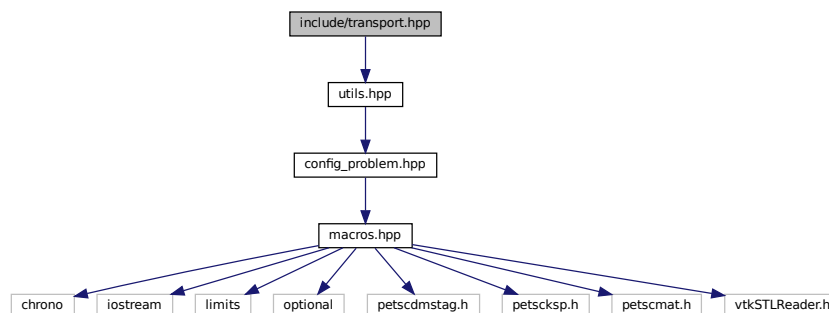 include/transport.hpp
utils.hpp
config_problem.hpp
macros.hpp
chrono iostream limits optional petscdmstag.h petscksp.h petscmat.h vtkSTLReader.h